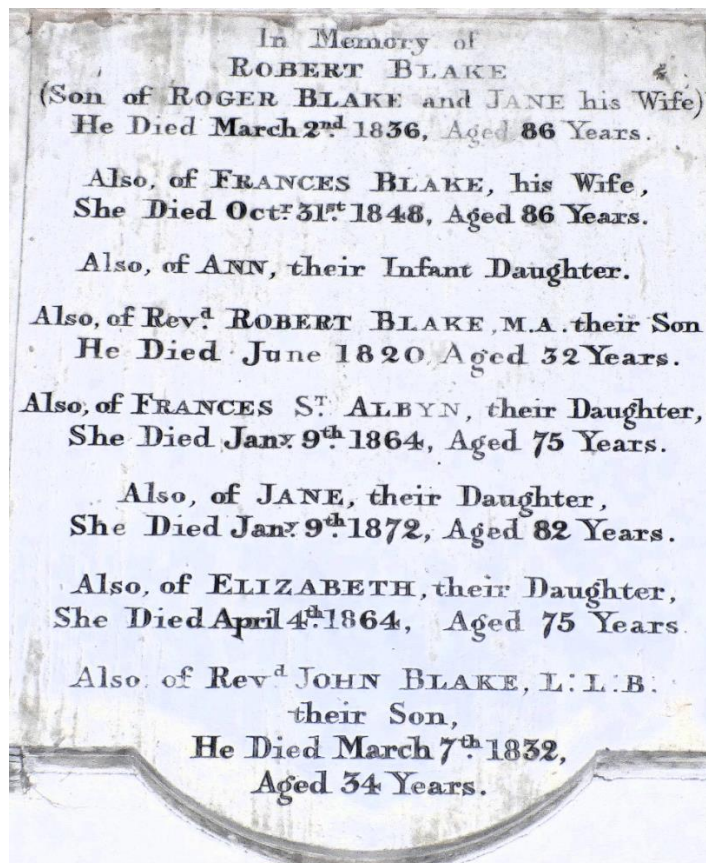 In Memory of
ROBERT BLAKE
(Son of ROGER BLAKE and JANE his Wife)
He Died March 2nd. 1836, Aged 86 Years.
Also, of FRANCES BLAKE, his Wife,
She Died Octr. 31st. 1848, Aged 86 Years.
Also, of ANN, their Infant Daughter.
Also, of Revd. ROBERT BLAKE, M.A. their Son
He Died June 1820 Aged 32 Years.
Also, of FRANCES ST. ALBYN, their Daughter,
She Died Jany. 9th. 1864, Aged 75 Years.
Also, of JANE, their Daughter,
She Died Jany. 9th. 1872, Aged 82 Years.
Also, of ELIZABETH, their Daughter,
She Died April 4th. 1864, Aged 75 Years.
Also, of Revd JOHN BLAKE, L.L.B.
their Son,
He Died March 7th. 1832,
Aged 34 Years.